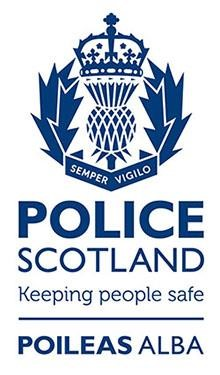 SEMPER VIGILO
POLICE
SCOTLAND
Keeping people safe
POILEAS ALBA